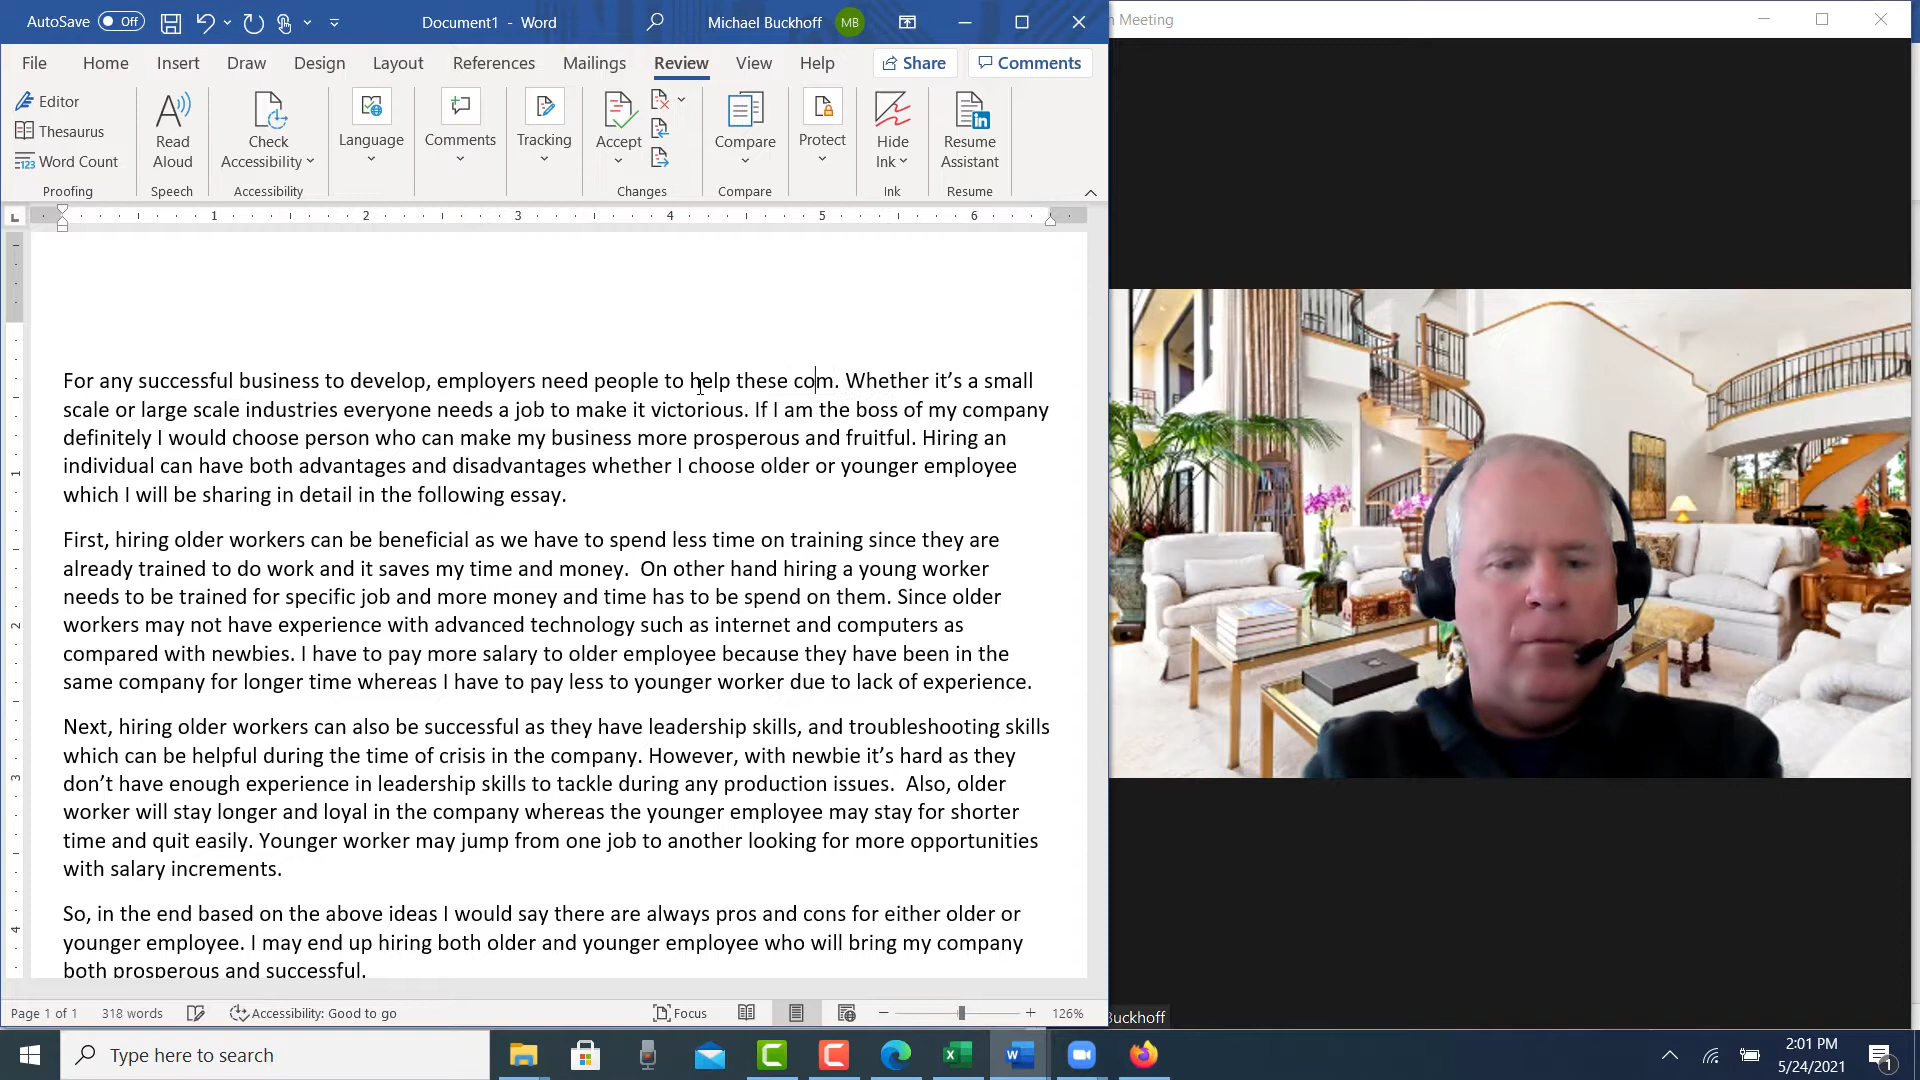 AutoSave Off Document1 - Word Michael Buckhoff MB
Meeting
File Home Insert Draw Design Layout References Mailings Review View Help Share Comments
Editor
Thesaurus
Word Count
Read Aloud
Check Accessibility
Language
Comments
Tracking
Accept
Compare
Protect
Hide Ink
Resume Assistant
Proofing Speech Accessibility Changes Compare Ink Resume
1 2 3 4 5 6
For any successful business to develop, employers need people to help these com. Whether it’s a small
scale or large scale industries everyone needs a job to make it victorious. If I am the boss of my company
definitely I would choose person who can make my business more prosperous and fruitful. Hiring an
individual can have both advantages and disadvantages whether I choose older or younger employee
which I will be sharing in detail in the following essay.
First, hiring older workers can be beneficial as we have to spend less time on training since they are
already trained to do work and it saves my time and money.  On other hand hiring a young worker
needs to be trained for specific job and more money and time has to be spend on them. Since older
workers may not have experience with advanced technology such as internet and computers as
compared with newbies. I have to pay more salary to older employee because they have been in the
same company for longer time whereas I have to pay less to younger worker due to lack of experience.
Next, hiring older workers can also be successful as they have leadership skills, and troubleshooting skills
which can be helpful during the time of crisis in the company. However, with newbie it’s hard as they
don’t have enough experience in leadership skills to tackle during any production issues.  Also, older
worker will stay longer and loyal in the company whereas the younger employee may stay for shorter
time and quit easily. Younger worker may jump from one job to another looking for more opportunities
with salary increments.
So, in the end based on the above ideas I would say there are always pros and cons for either older or
younger employee. I may end up hiring both older and younger employee who will bring my company
both prosperous and successful.
1
2
3
4
Page 1 of 1 318 words Accessibility: Good to go Focus 126%
Buckhoff
Type here to search
2:01 PM
5/24/2021
1